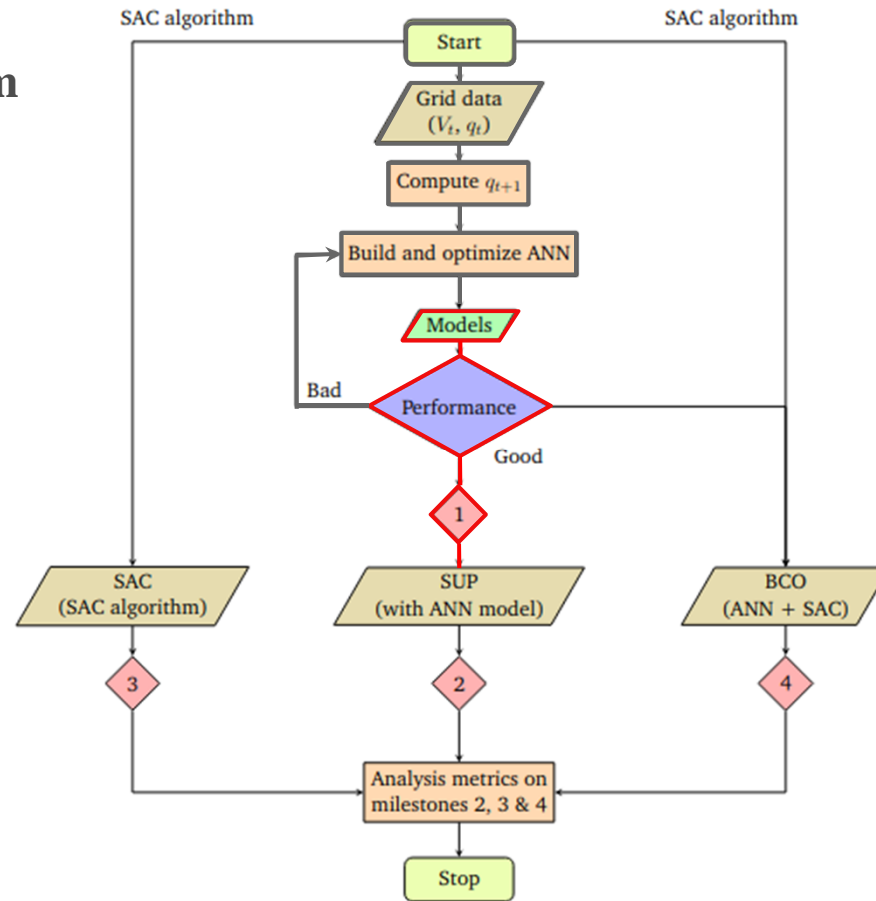 SAC algorithm
SAC algorithm
Start
m
Grid data
(Vₜ, qₜ)
Compute qₜ₊₁
Build and optimize ANN
Models
Bad
Performance
Good
1
SAC
(SAC algorithm)
SUP
(with ANN model)
BCO
(ANN + SAC)
3
2
4
Analysis metrics on
milestones 2, 3 & 4
Stop